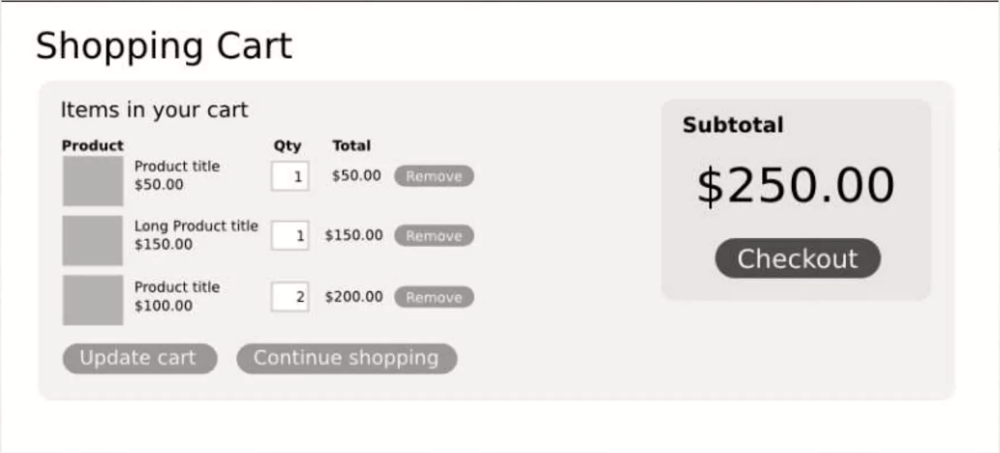 Shopping Cart
Items in your cart
Product Qty Total
Product title
$50.00
1 $50.00 Remove
Long Product title
$150.00
1 $150.00 Remove
Product title
$100.00
2 $200.00 Remove
Update cart Continue shopping
Subtotal
$250.00
Checkout